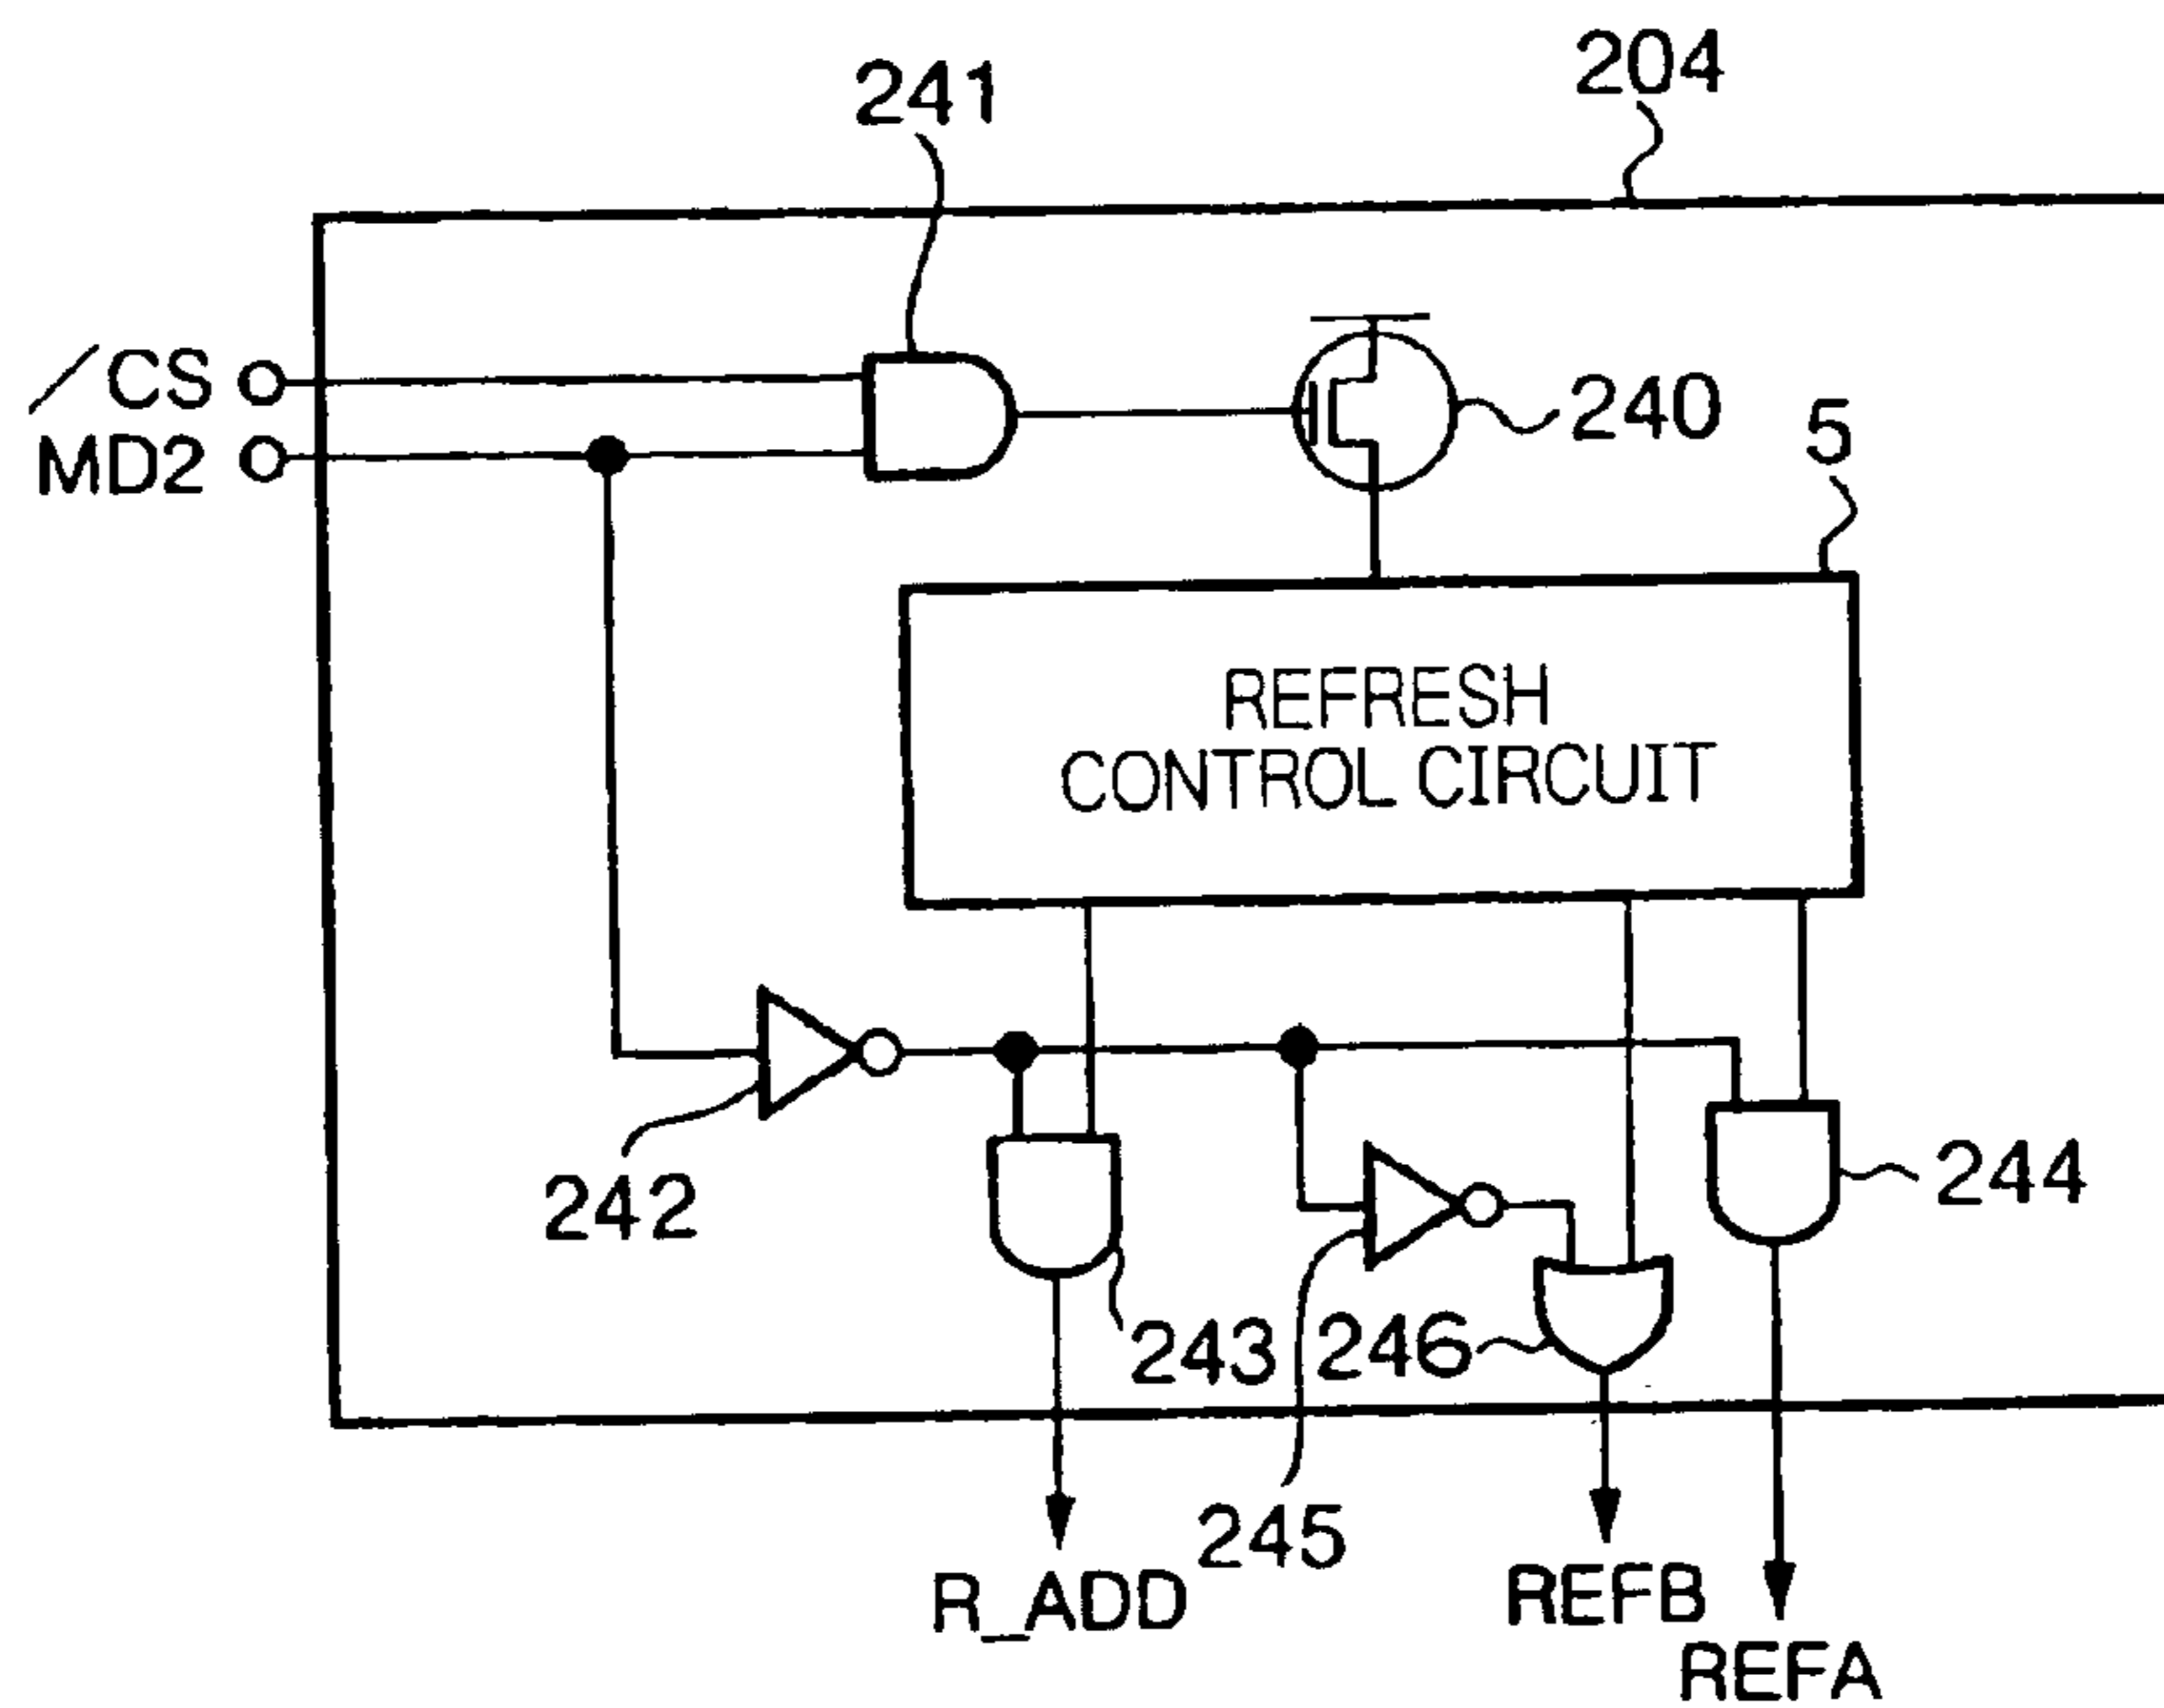 204
241
/CS
MD2
240
5
REFRESH
CONTROL CIRCUIT
242
244
243
246
245
R_ADD
REFB
REFA